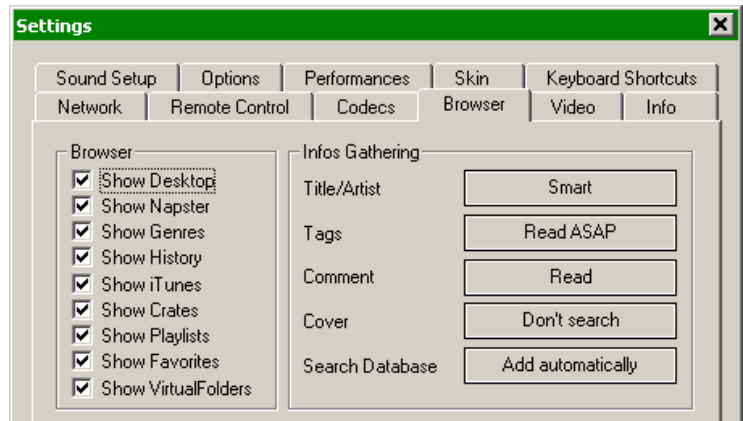 Settings
Sound Setup Options Performances Skin Keyboard Shortcuts
Network Remote Control Codecs Browser Video Info
Browser
Show Desktop
Show Napster
Show Genres
Show History
Show iTunes
Show Crates
Show Playlists
Show Favorites
Show VirtualFolders
Infos Gathering
Title/Artist Smart
Tags Read ASAP
Comment Read
Cover Don't search
Search Database Add automatically